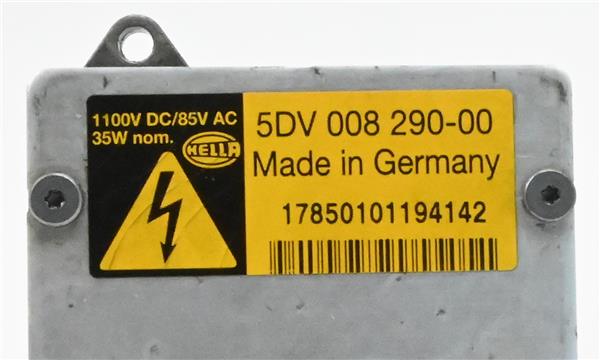 1100V DC/85V AC
35W nom.
HELLA
5DV 008 290-00
Made in Germany
17850101194142